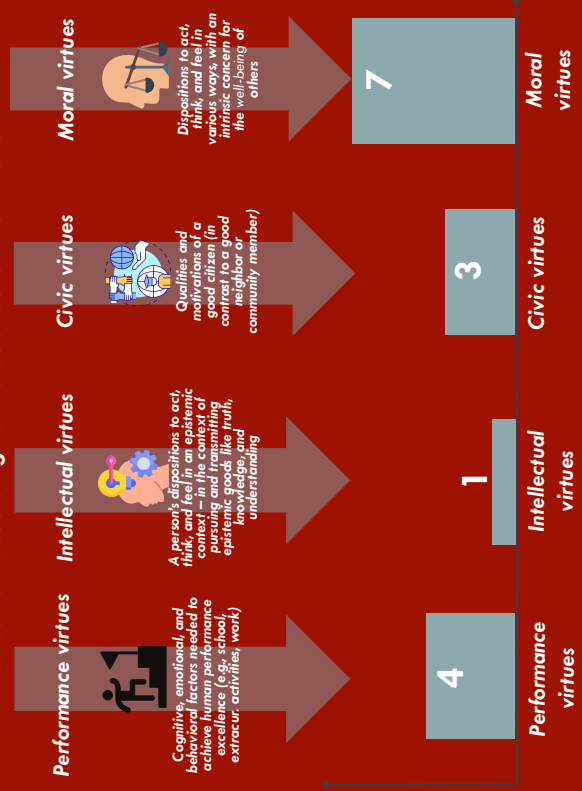 Performance virtues
Cognitive, emotional, and
behavioral factors needed to
achieve human performance
excellence (e.g., school,
extracur. activities, work)
Intellectual virtues
A person's dispositions to act,
think, and feel in an epistemic
context – in the context of
pursuing and transmitting
epistemic goods like truth,
knowledge, and
understanding
Civic virtues
Qualities and
motivations of a
good citizen (in
contrast to a good
neighbor or
community member)
Moral virtues
Dispositions to act,
think, and feel in
various ways, with an
intrinsic concern for
the well-being of
others
4
1
3
7
Performance
virtues
Intellectual
virtues
Civic virtues
Moral
virtues